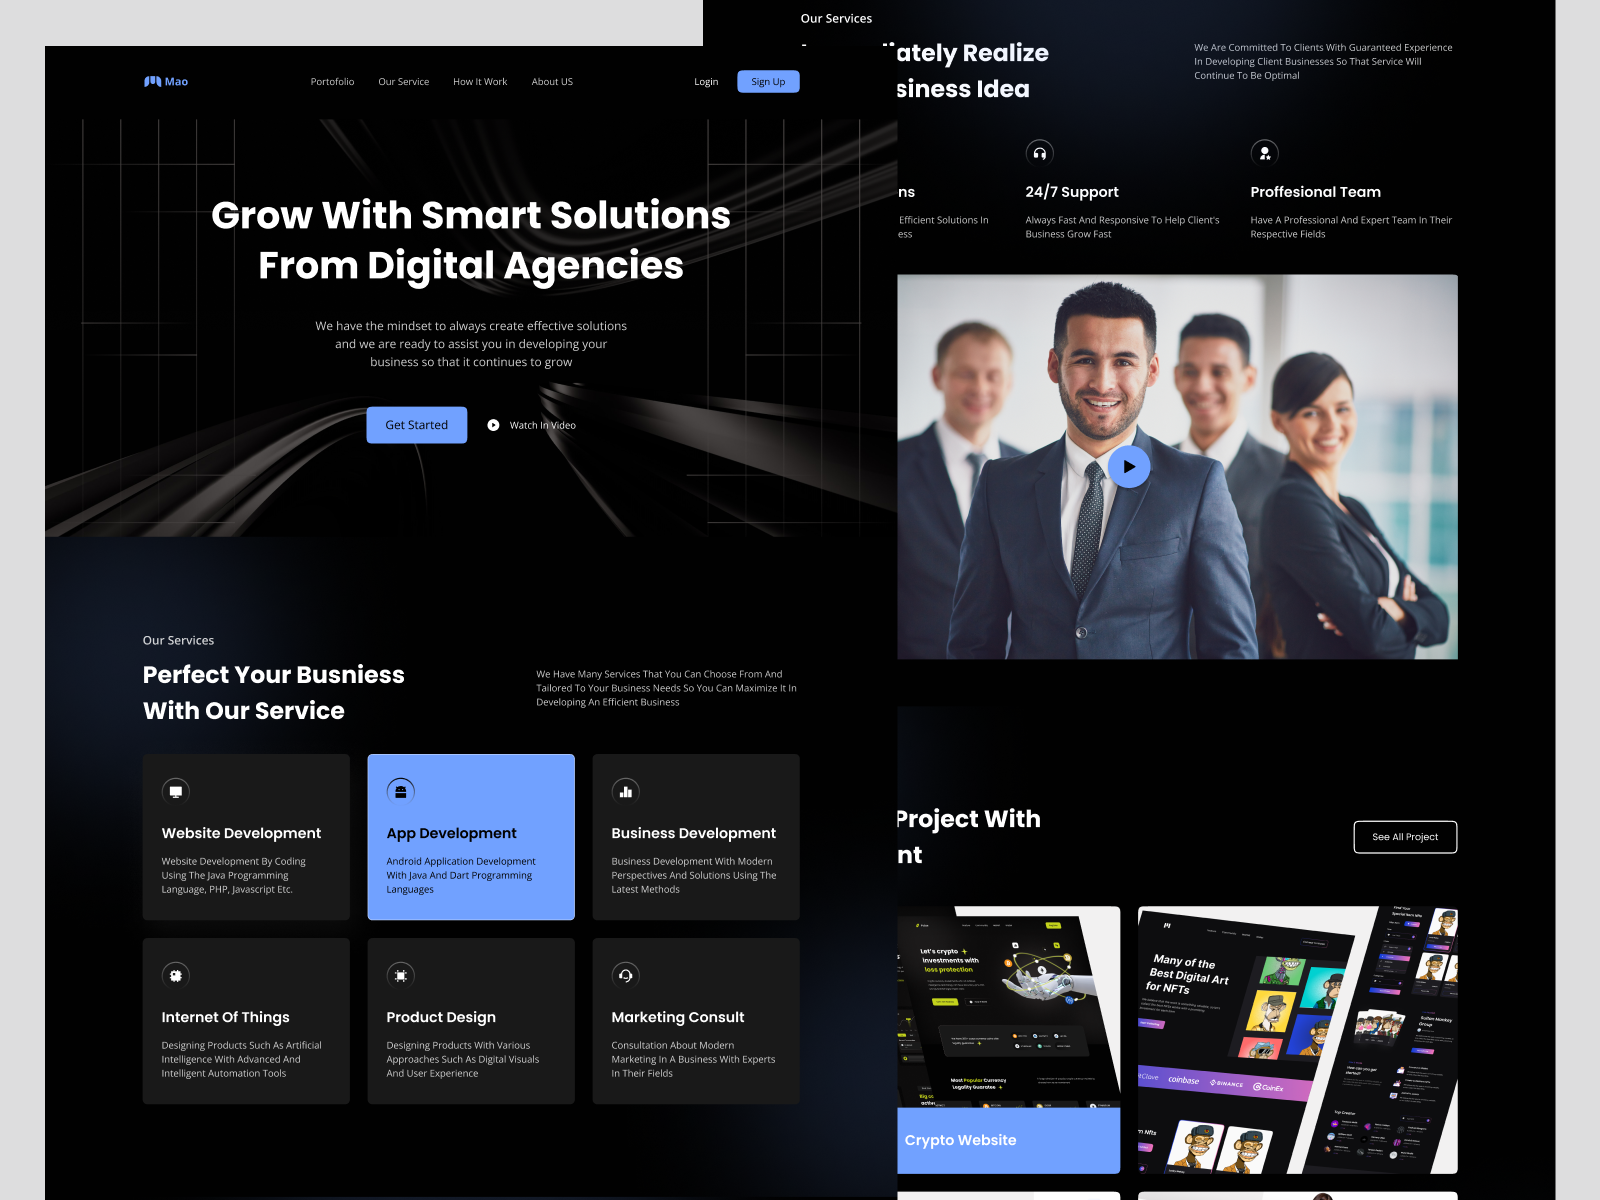 Mao
Portofolio
Our Service
How It Work
About US
Login
Sign Up
Grow With Smart Solutions
From Digital Agencies
We have the mindset to always create effective solutions
and we are ready to assist you in developing your
business so that it continues to grow
Get Started
Watch In Video
Our Services
Perfect Your Busniess
With Our Service
We Have Many Services That You Can Choose From And
Tailored To Your Business Needs So You Can Maximize It In
Developing An Efficient Business
Website Development
Website Development By Coding
Using The Java Programming
Language, PHP, Javascript Etc.
App Development
Android Application Development
With Java And Dart Programming
Languages
Business Development
Business Development With Modern
Perspectives And Solutions Using The
Latest Methods
Internet Of Things
Designing Products Such As Artificial
Intelligence With Advanced And
Intelligent Automation Tools
Product Design
Designing Products With Various
Approaches Such As Digital Visuals
And User Experience
Marketing Consult
Consultation About Modern
Marketing In A Business With Experts
In Their Fields
Our Services
iately Realize
siness Idea
We Are Committed To Clients With Guaranteed Experience
In Developing Client Businesses So That Service Will
Continue To Be Optimal
ns
Efficient Solutions In
ess
24/7 Support
Always Fast And Responsive To Help Client's
Business Grow Fast
Proffesional Team
Have A Professional And Expert Team In Their
Respective Fields
Project With
nt
See All Project
Let's crypto
investments with
loss protection
Most Popular Currency
Legality Guarantee
Crypto Website
Many of the
Best Digital Art
for NFTs
coinbase
BINANCE
CoinEx